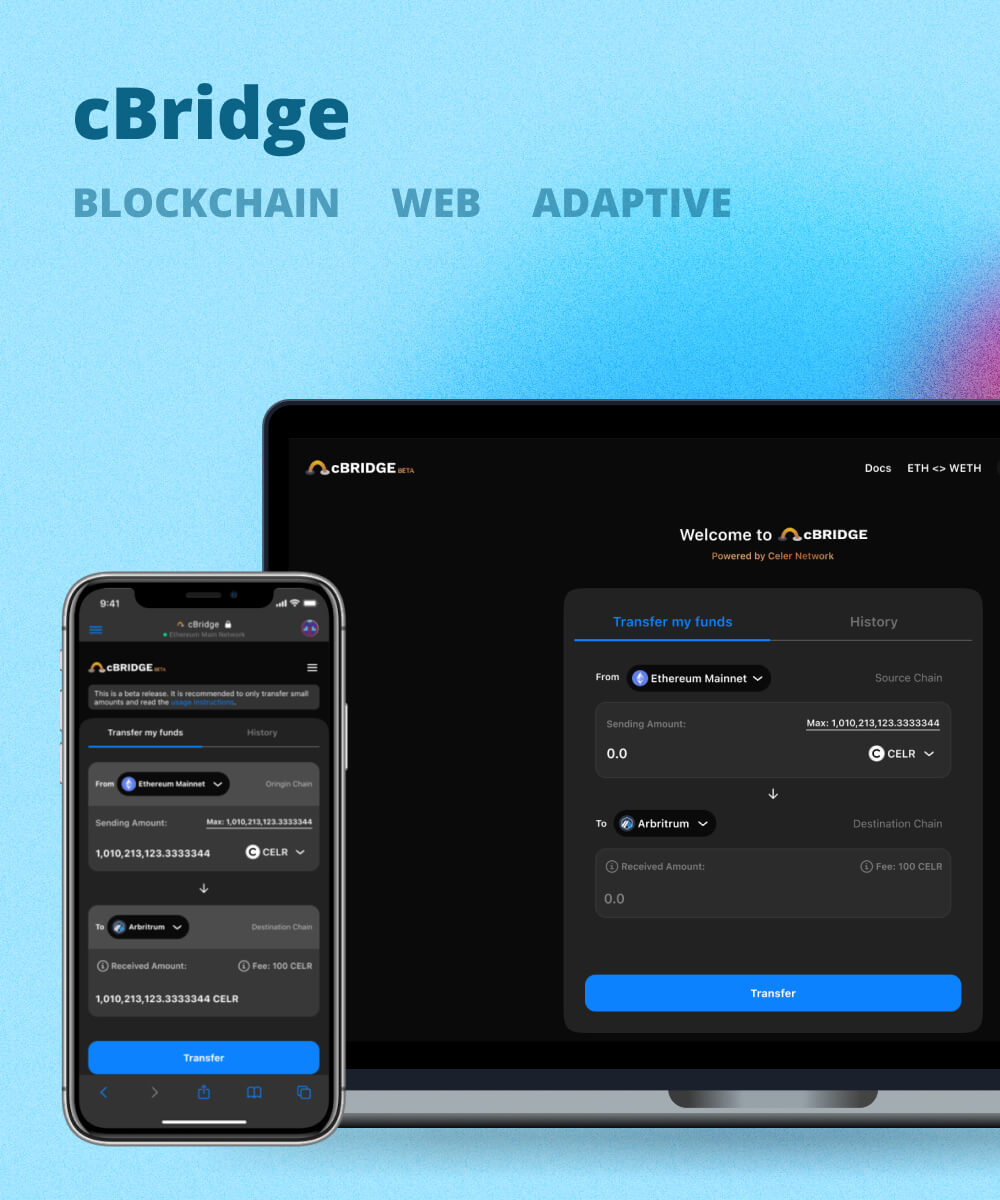 cBridge
BLOCKCHAIN WEB ADAPTIVE
cBRIDGE BETA
Docs ETH <> WETH
Welcome to cBRIDGE
Powered by Celer Network
Transfer my funds History
From Ethereum Mainnet Source Chain
Sending Amount: Max: 1,010,213,123.3333344
0.0 CELR
To Arbritrum Destination Chain
Received Amount: Fee: 100 CELR
0.0
Transfer
9:41
cBridge
Ethereum Main Network
cBRIDGE BETA
This is a beta release. It is recommended to only transfer small
amounts and read the usage instructions.
Transfer my funds History
From Ethereum Mainnet Oringin Chain
Sending Amount: Max: 1,010,213,123.3333344
1,010,213,123.3333344 CELR
To Arbritrum Destination Chain
Received Amount: Fee: 100 CELR
1,010,213,123.3333344 CELR
Transfer